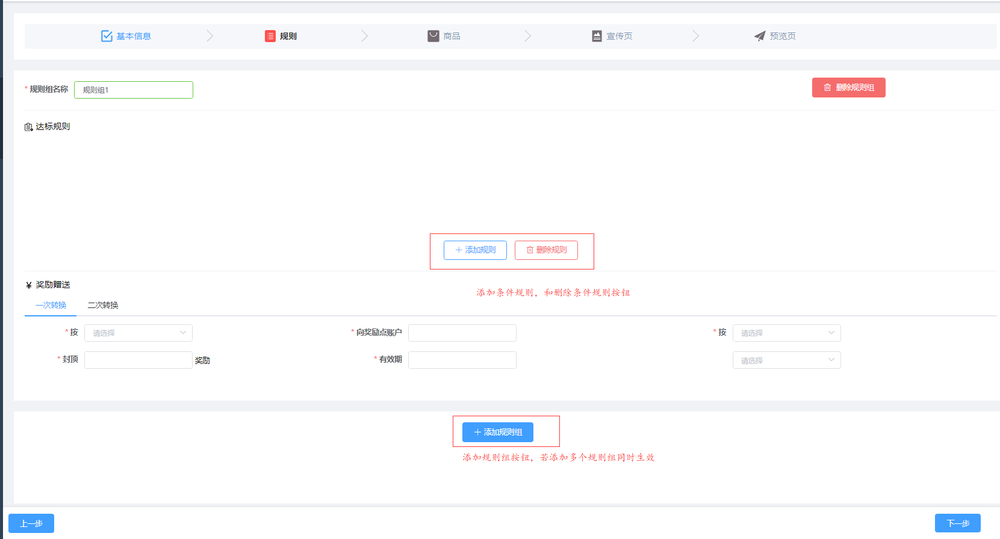 基本信息
规则
商品
宣传页
预览页
* 规则组名称 规则组1 删除规则组
达标规则
+ 添加规则 删除规则
¥ 奖励赠送
添加条件规则，和删除条件规则按钮
一次转换 二次转换
* 按 请选择 * 向奖励点账户 * 按 请选择
* 封顶 奖励 * 有效期 请选择
+ 添加规则组
添加规则组按钮，若添加多个规则组同时生效
上一步 下一步